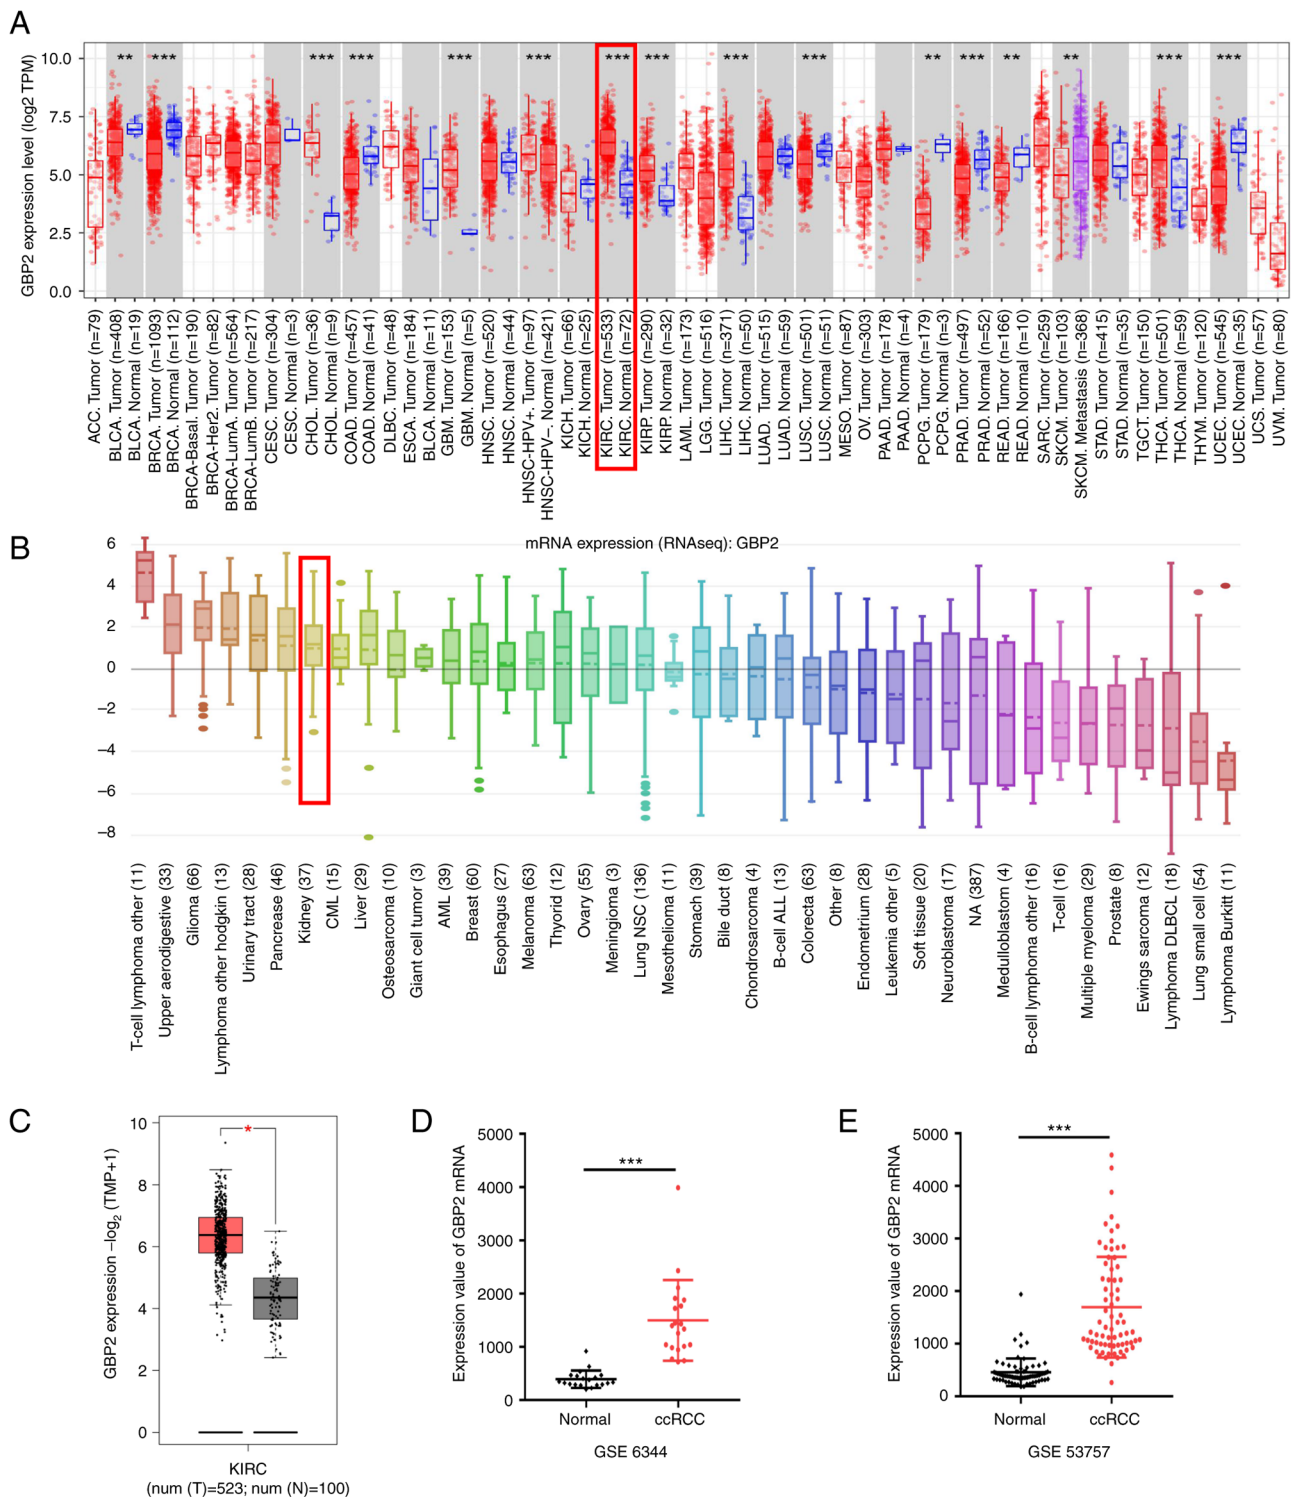 A
GBP2 expression level (log2 TPM)
10.0
7.5
5.0
2.5
0.0
** *** *** *** *** *** *** *** *** *** ** *** ** ** *** ***
ACC. Tumor (n=79)
BLCA. Tumor (n=408)
BLCA. Normal (n=19)
BRCA. Tumor (n=1093)
BRCA. Normal (n=112)
BRCA-Basal. Tumor (n=190)
BRCA-Her2. Tumor (n=82)
BRCA-LumA. Tumor (n=564)
BRCA-LumB. Tumor (n=217)
CESC. Tumor (n=304)
CESC. Normal (n=3)
CHOL. Tumor (n=36)
CHOL. Normal (n=9)
COAD. Tumor (n=457)
COAD. Normal (n=41)
DLBC. Tumor (n=48)
ESCA. Tumor (n=184)
BLCA. Normal (n=11)
GBM. Tumor (n=153)
GBM. Normal (n=5)
HNSC. Tumor (n=520)
HNSC. Normal (n=44)
HNSC-HPV+. Tumor (n=97)
HNSC-HPV−. Normal (n=421)
KICH. Tumor (n=66)
KICH. Normal (n=25)
KIRC. Tumor (n=533)
KIRC. Normal (n=72)
KIRP. Tumor (n=290)
KIRP. Normal (n=32)
LAML. Tumor (n=173)
LGG. Tumor (n=516)
LIHC. Tumor (n=371)
LIHC. Normal (n=50)
LUAD. Tumor (n=515)
LUAD. Normal (n=59)
LUSC. Tumor (n=501)
LUSC. Normal (n=51)
MESO. Tumor (n=87)
OV. Tumor (n=303)
PAAD. Tumor (n=178)
PAAD. Normal (n=4)
PCPG. Tumor (n=179)
PCPG. Normal (n=3)
PRAD. Tumor (n=497)
PRAD. Normal (n=52)
READ. Tumor (n=166)
READ. Normal (n=10)
SARC. Tumor (n=259)
SKCM. Tumor (n=103)
SKCM. Metastasis (n=368)
STAD. Tumor (n=415)
STAD. Normal (n=35)
TGCT. Tumor (n=150)
THCA. Tumor (n=501)
THCA. Normal (n=59)
THYM. Tumor (n=120)
UCEC. Tumor (n=545)
UCEC. Normal (n=35)
UCS. Tumor (n=57)
UVM. Tumor (n=80)
B
mRNA expression (RNAseq): GBP2
6
4
2
0
−2
−4
−6
−8
T-cell lymphoma other (11)
Upper aerodigestive (33)
Glioma (66)
Lymphoma other hodgkin (13)
Urinary tract (28)
Pancrease (46)
Kidney (37)
CML (15)
Liver (29)
Osteosarcoma (10)
Giant cell tumor (3)
AML (39)
Breast (60)
Esophagus (27)
Melanoma (63)
Thyroid (12)
Ovary (55)
Meningioma (3)
Lung NSC (136)
Mesothelioma (11)
Stomach (39)
Bile duct (8)
Chondrosarcoma (4)
B-cell ALL (13)
Colorecta (63)
Other (8)
Endometrium (28)
Leukemia other (5)
Soft tissue (20)
Neuroblastoma (17)
NA (387)
Medulloblastom (4)
B-cell lymphoma other (16)
T-cell (16)
Multiple myeloma (29)
Prostate (8)
Ewings sarcoma (12)
Lymphoma DLBCL (18)
Lung small cell (54)
Lymphoma Burkitt (11)
C
GBP2 expression −log2 (TMP+1)
10
8
6
4
2
0
*
KIRC
(num (T)=523; num (N)=100)
D
Expression value of GBP2 mRNA
5000
4000
3000
2000
1000
0
***
Normal ccRCC
GSE 6344
E
Expression value of GBP2 mRNA
5000
4000
3000
2000
1000
0
***
Normal ccRCC
GSE 53757